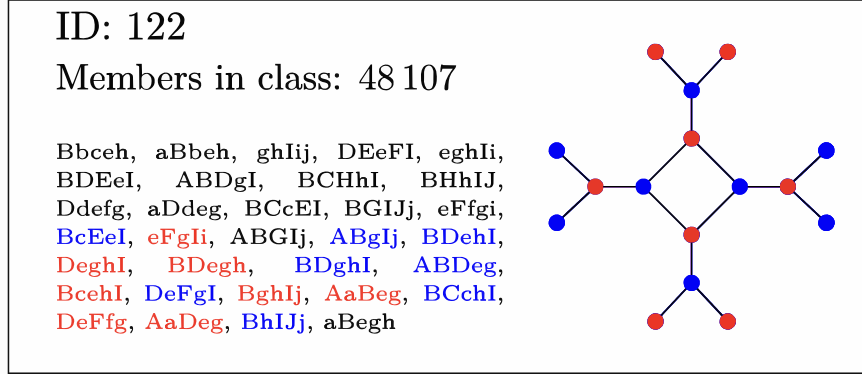 ID: 122
Members in class: 48 107
Bbceh, aBbeh, ghIij, DEeFI, eghIi,
BDEeI, ABDgI, BCHhI, BHhIJ,
Ddefg, aDdeg, BCcEI, BGIJj, eFfgi,
BcEeI, eFgIi, ABGIj, ABgIj, BDehI,
DeghI, BDegh, BDghI, ABDeg,
BcehI, DeFgI, BghIj, AaBeg, BCchI,
DeFfg, AaDeg, BhIJj, aBegh